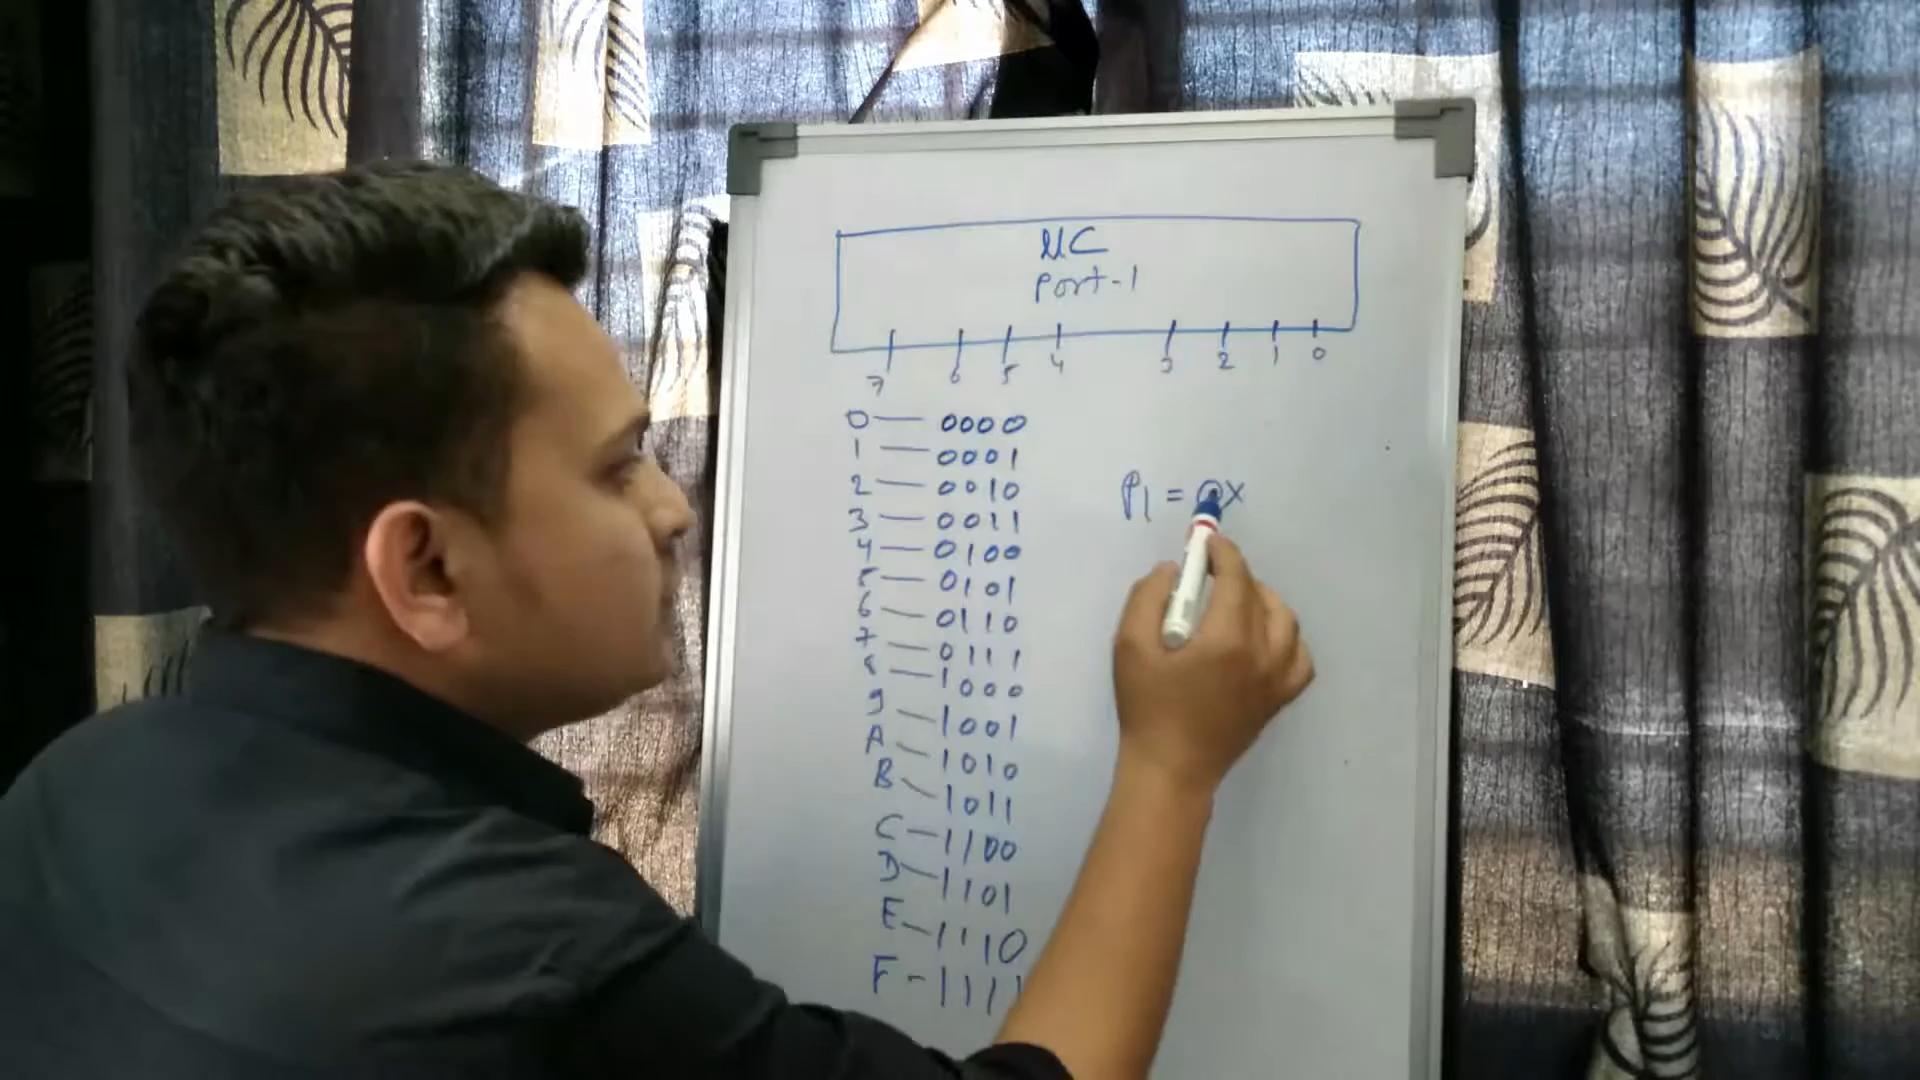 µC
Port-1
7 6 5 4 3 2 1 0
0 — 0000
1 — 0001
2 — 0010
3 — 0011
4 — 0100
5 — 0101
6 — 0110
7 — 0111
8 — 1000
9 — 1001
A — 1010
B — 1011
C — 1100
D — 1101
E — 1110
F - 1111
P1 = 0x